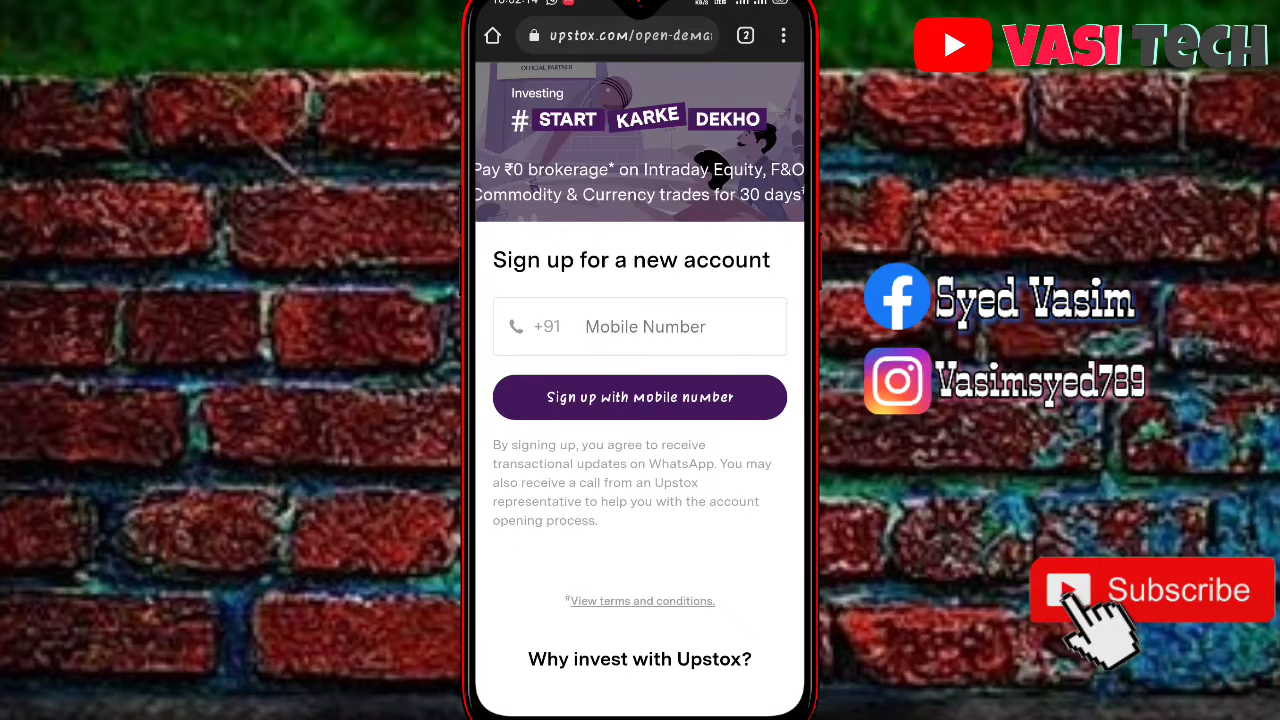 upstox.com/open-dema
2
OFFICIAL PARTNER
Investing
# START KARKE DEKHO
Pay ₹0 brokerage* on Intraday Equity, F&O
Commodity & Currency trades for 30 days
Sign up for a new account
+91 Mobile Number
Sign up with Mobile number
By signing up, you agree to receive
transactional updates on WhatsApp. You may
also receive a call from an Upstox
representative to help you with the account
opening process.
#View terms and conditions.
Why invest with Upstox?
VASI TECH
Syed Vasim
Vasimsyed789
Subscribe